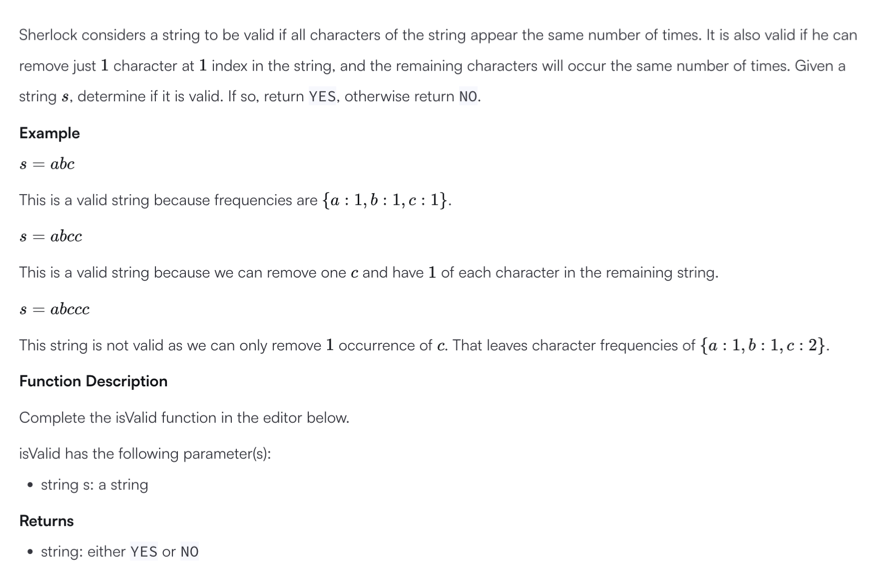 Sherlock considers a string to be valid if all characters of the string appear the same number of times. It is also valid if he can
remove just 1 character at 1 index in the string, and the remaining characters will occur the same number of times. Given a
string s, determine if it is valid. If so, return YES, otherwise return NO.
Example
s = abc
This is a valid string because frequencies are {a : 1, b : 1, c : 1}.
s = abcc
This is a valid string because we can remove one c and have 1 of each character in the remaining string.
s = abccc
This string is not valid as we can only remove 1 occurrence of c. That leaves character frequencies of {a : 1, b : 1, c : 2}.
Function Description
Complete the isValid function in the editor below.
isValid has the following parameter(s):
• string s: a string
Returns
• string: either YES or NO